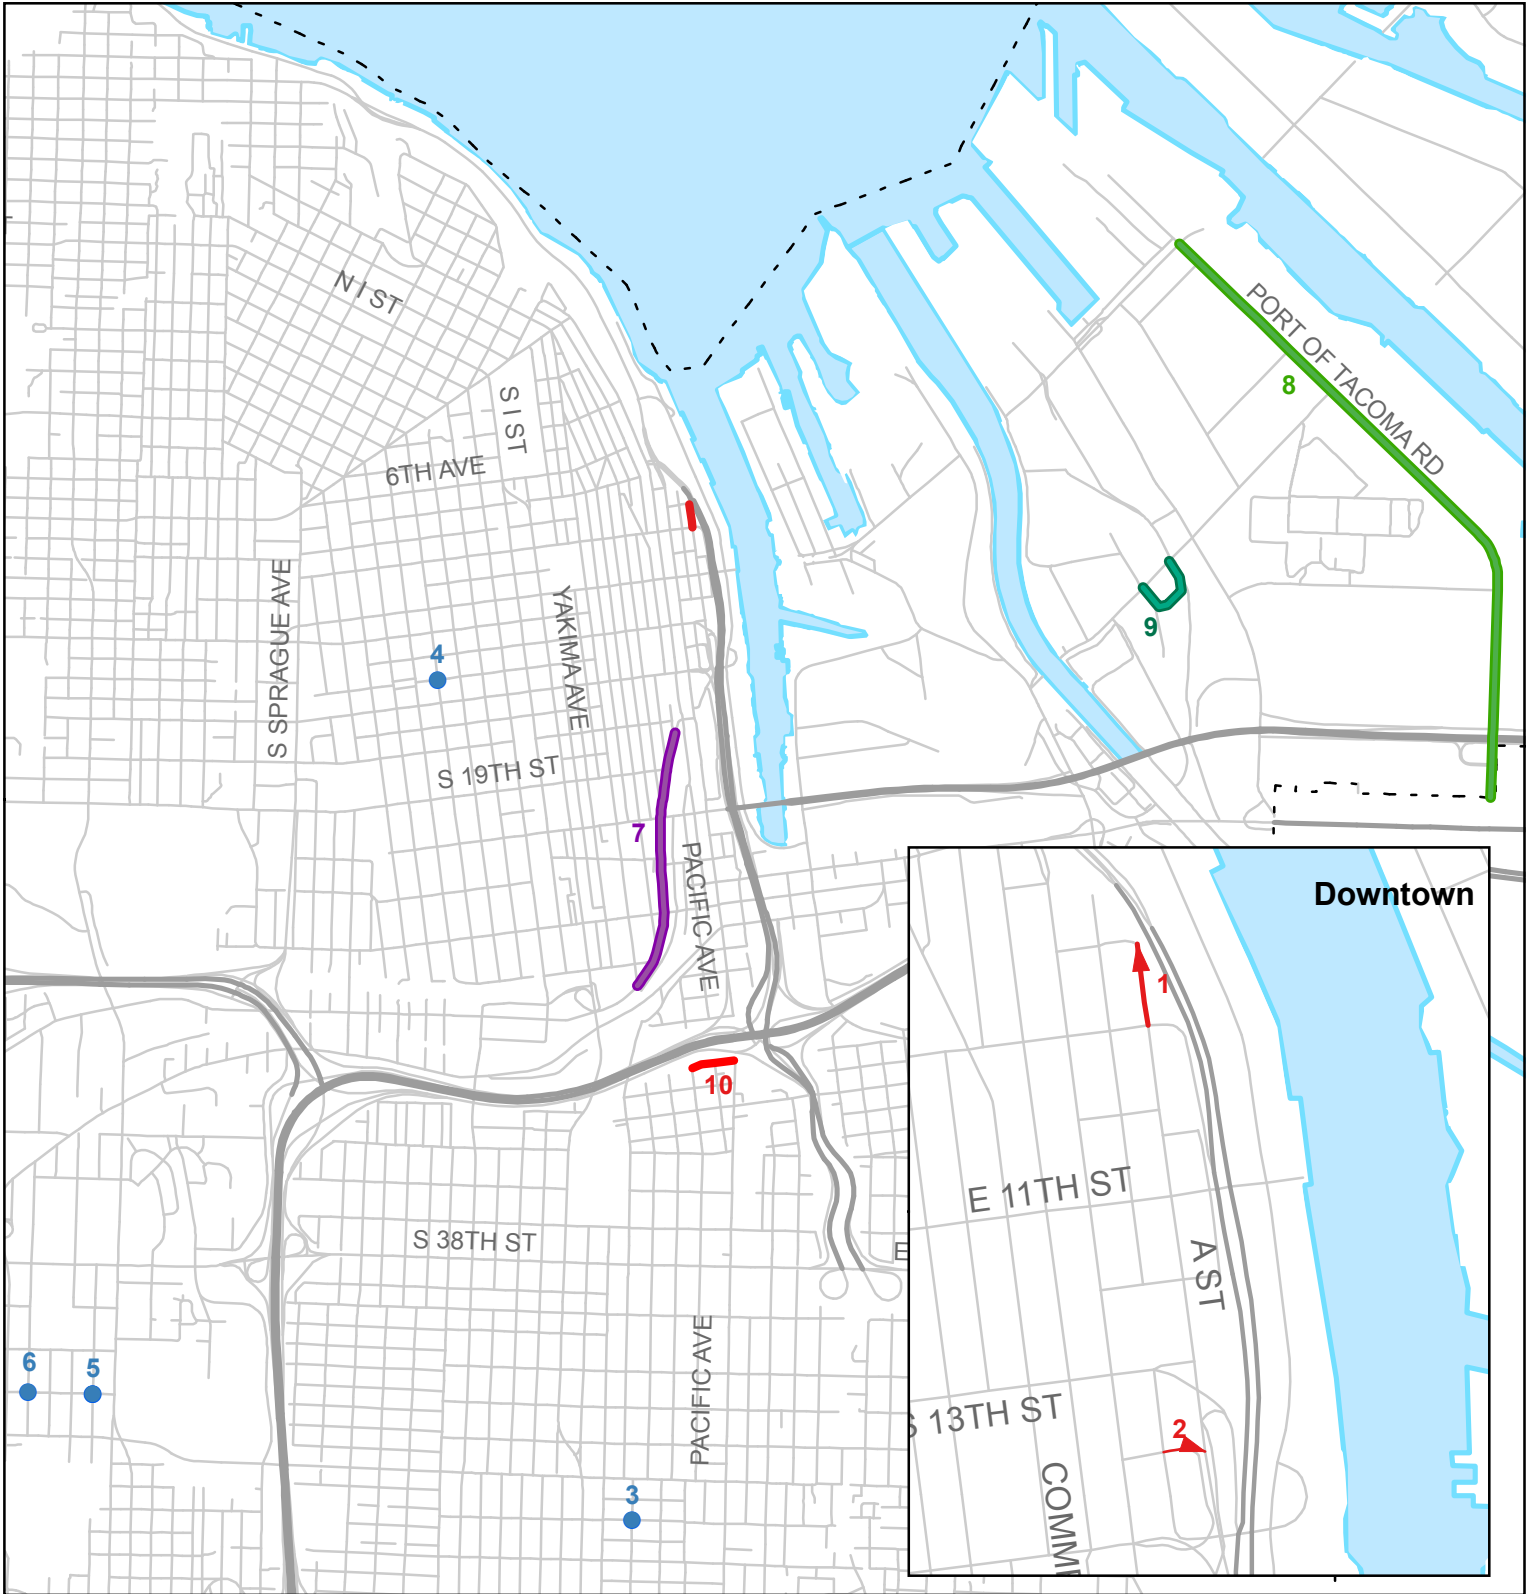 N I ST
PORT OF TACOMA RD
8
S I ST
6TH AVE
S SPRAGUE AVE
YAKIMA AVE
9
4
S 19TH ST
7
PACIFIC AVE
Downtown
1
10
E 11TH ST
S 38TH ST
E
A ST
PACIFIC AVE
6
5
S 13TH ST
2
COMM
3